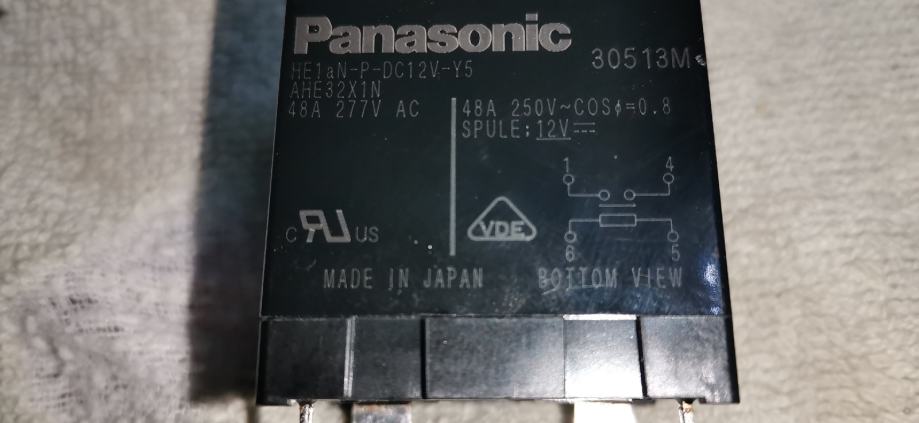 Panasonic
30513M
HE1aN-P-DC12V-Y5
AHE32X1N
48A 277V AC
48A 250V~COSϕ=0.8
SPULE: 12V⎓
1 4
6 5
c RU US
VDE
MADE IN JAPAN
BOTTOM VIEW